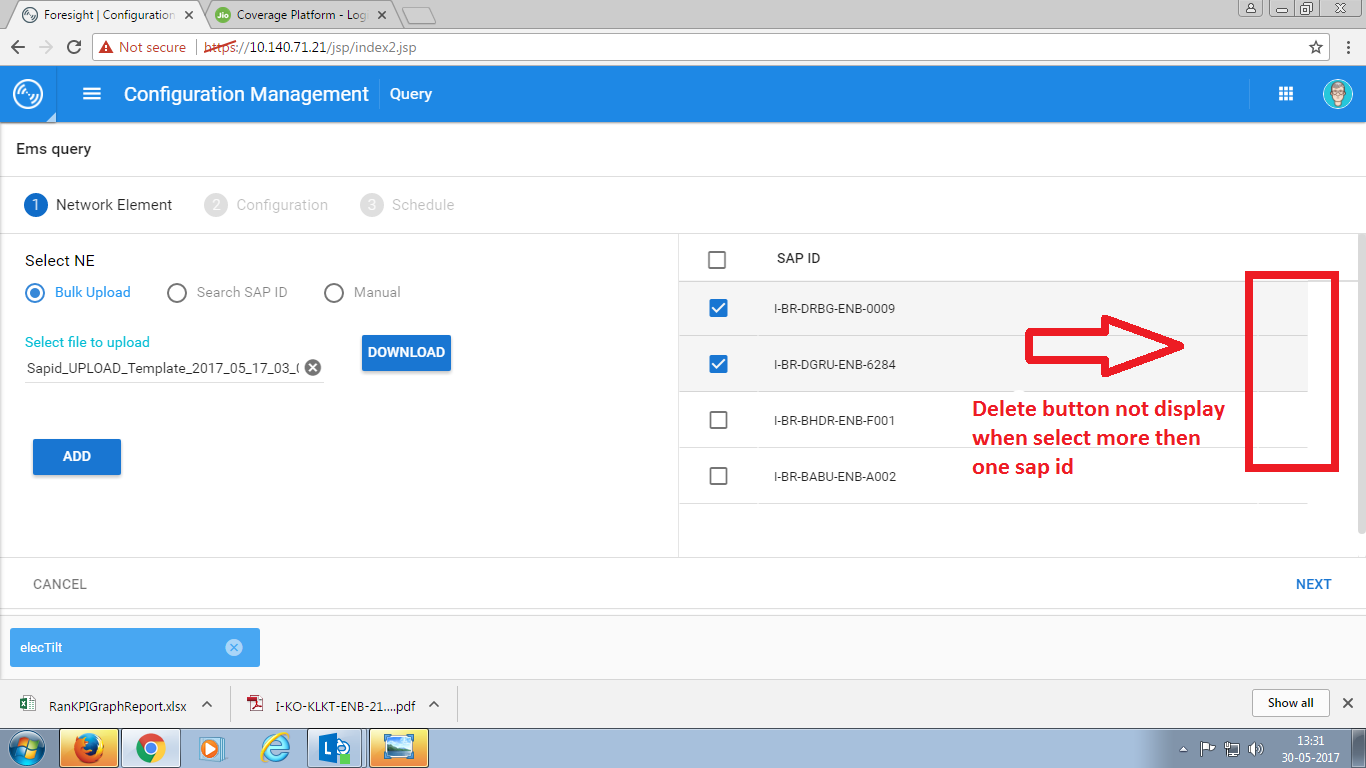 Foresight | Configuration
Jio
Coverage Platform - Log
Not secure
https://10.140.71.21/jsp/index2.jsp
Configuration Management
Query
Ems query
1 Network Element
2 Configuration
3 Schedule
Select NE
Bulk Upload
Search SAP ID
Manual
Select file to upload
Sapid_UPLOAD_Template_2017_05_17_03_0
DOWNLOAD
ADD
SAP ID
I-BR-DRBG-ENB-0009
I-BR-DGRU-ENB-6284
I-BR-BHDR-ENB-F001
I-BR-BABU-ENB-A002
Delete button not display
when select more then
one sap id
CANCEL
NEXT
elecTilt
RanKPIGraphReport.xlsx
I-KO-KLKT-ENB-21....pdf
Show all
13:31
30-05-2017